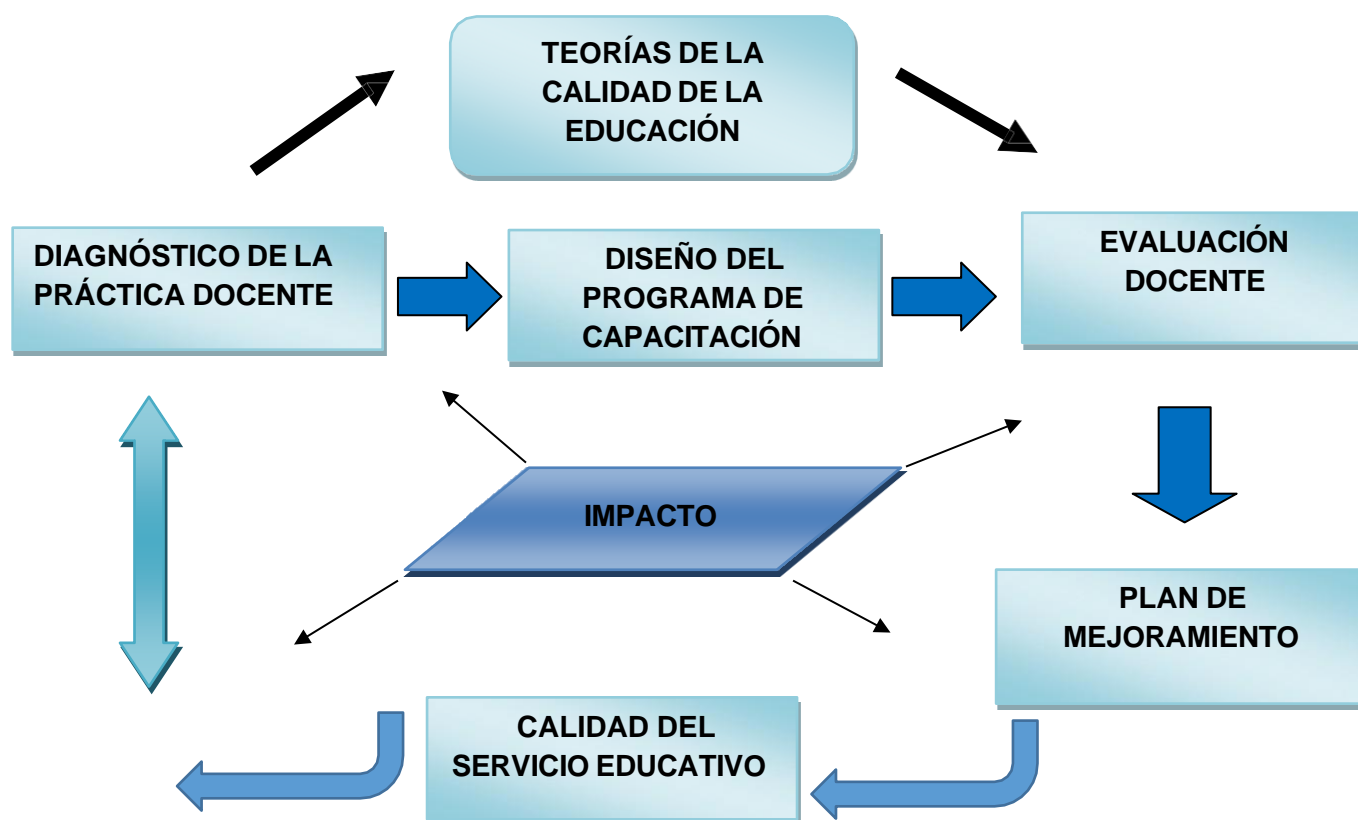 TEORÍAS DE LA
CALIDAD DE LA
EDUCACIÓN
DIAGNÓSTICO DE LA
PRÁCTICA DOCENTE
DISEÑO DEL
PROGRAMA DE
CAPACITACIÓN
EVALUACIÓN
DOCENTE
IMPACTO
PLAN DE
MEJORAMIENTO
CALIDAD DEL
SERVICIO EDUCATIVO